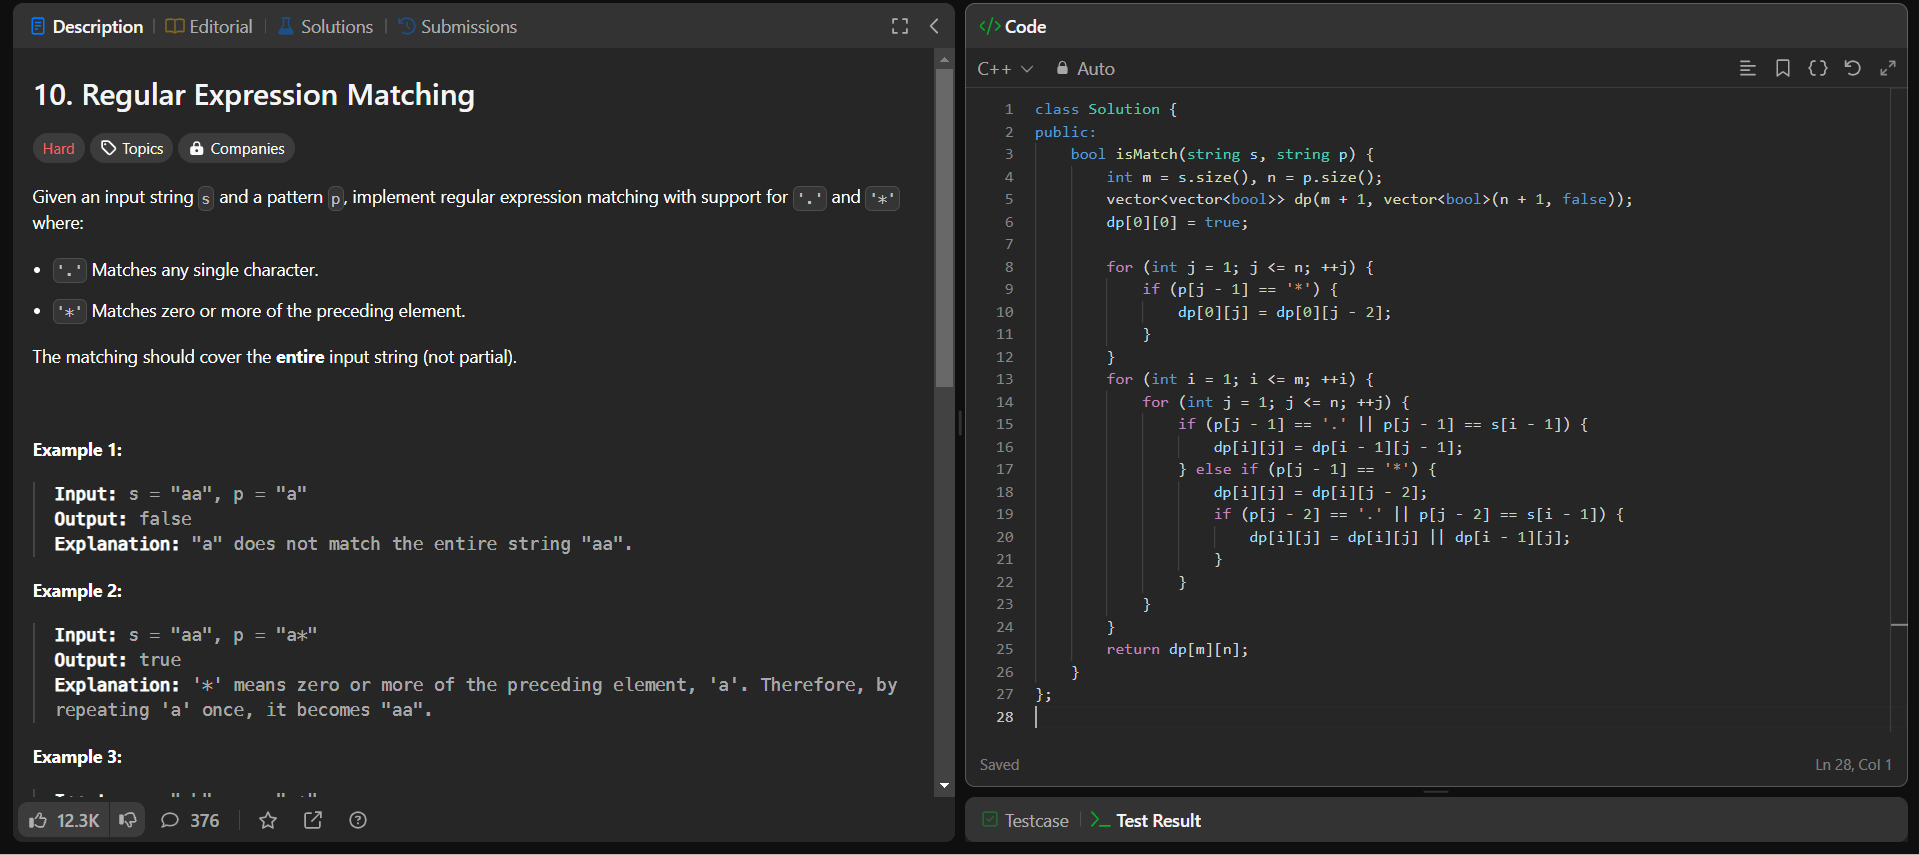 Description | Editorial | Solutions | Submissions
10. Regular Expression Matching
Hard Topics Companies
Given an input string s and a pattern p, implement regular expression matching with support for '.' and '*'
where:
• '.' Matches any single character.
• '*' Matches zero or more of the preceding element.
The matching should cover the entire input string (not partial).
Example 1:
Input: s = "aa", p = "a"
Output: false
Explanation: "a" does not match the entire string "aa".
Example 2:
Input: s = "aa", p = "a*"
Output: true
Explanation: '*' means zero or more of the preceding element, 'a'. Therefore, by
repeating 'a' once, it becomes "aa".
Example 3:
12.3K 376
</> Code
C++ Auto
1 class Solution {
2 public:
3 bool isMatch(string s, string p) {
4 int m = s.size(), n = p.size();
5 vector<vector<bool>> dp(m + 1, vector<bool>(n + 1, false));
6 dp[0][0] = true;
7
8 for (int j = 1; j <= n; ++j) {
9 if (p[j - 1] == '*') {
10 dp[0][j] = dp[0][j - 2];
11 }
12 }
13 for (int i = 1; i <= m; ++i) {
14 for (int j = 1; j <= n; ++j) {
15 if (p[j - 1] == '.' || p[j - 1] == s[i - 1]) {
16 dp[i][j] = dp[i - 1][j - 1];
17 } else if (p[j - 1] == '*') {
18 dp[i][j] = dp[i][j - 2];
19 if (p[j - 2] == '.' || p[j - 2] == s[i - 1]) {
20 dp[i][j] = dp[i][j] || dp[i - 1][j];
21 }
22 }
23 }
24 }
25 return dp[m][n];
26 }
27 };
28
Saved Ln 28, Col 1
Testcase | >_ Test Result